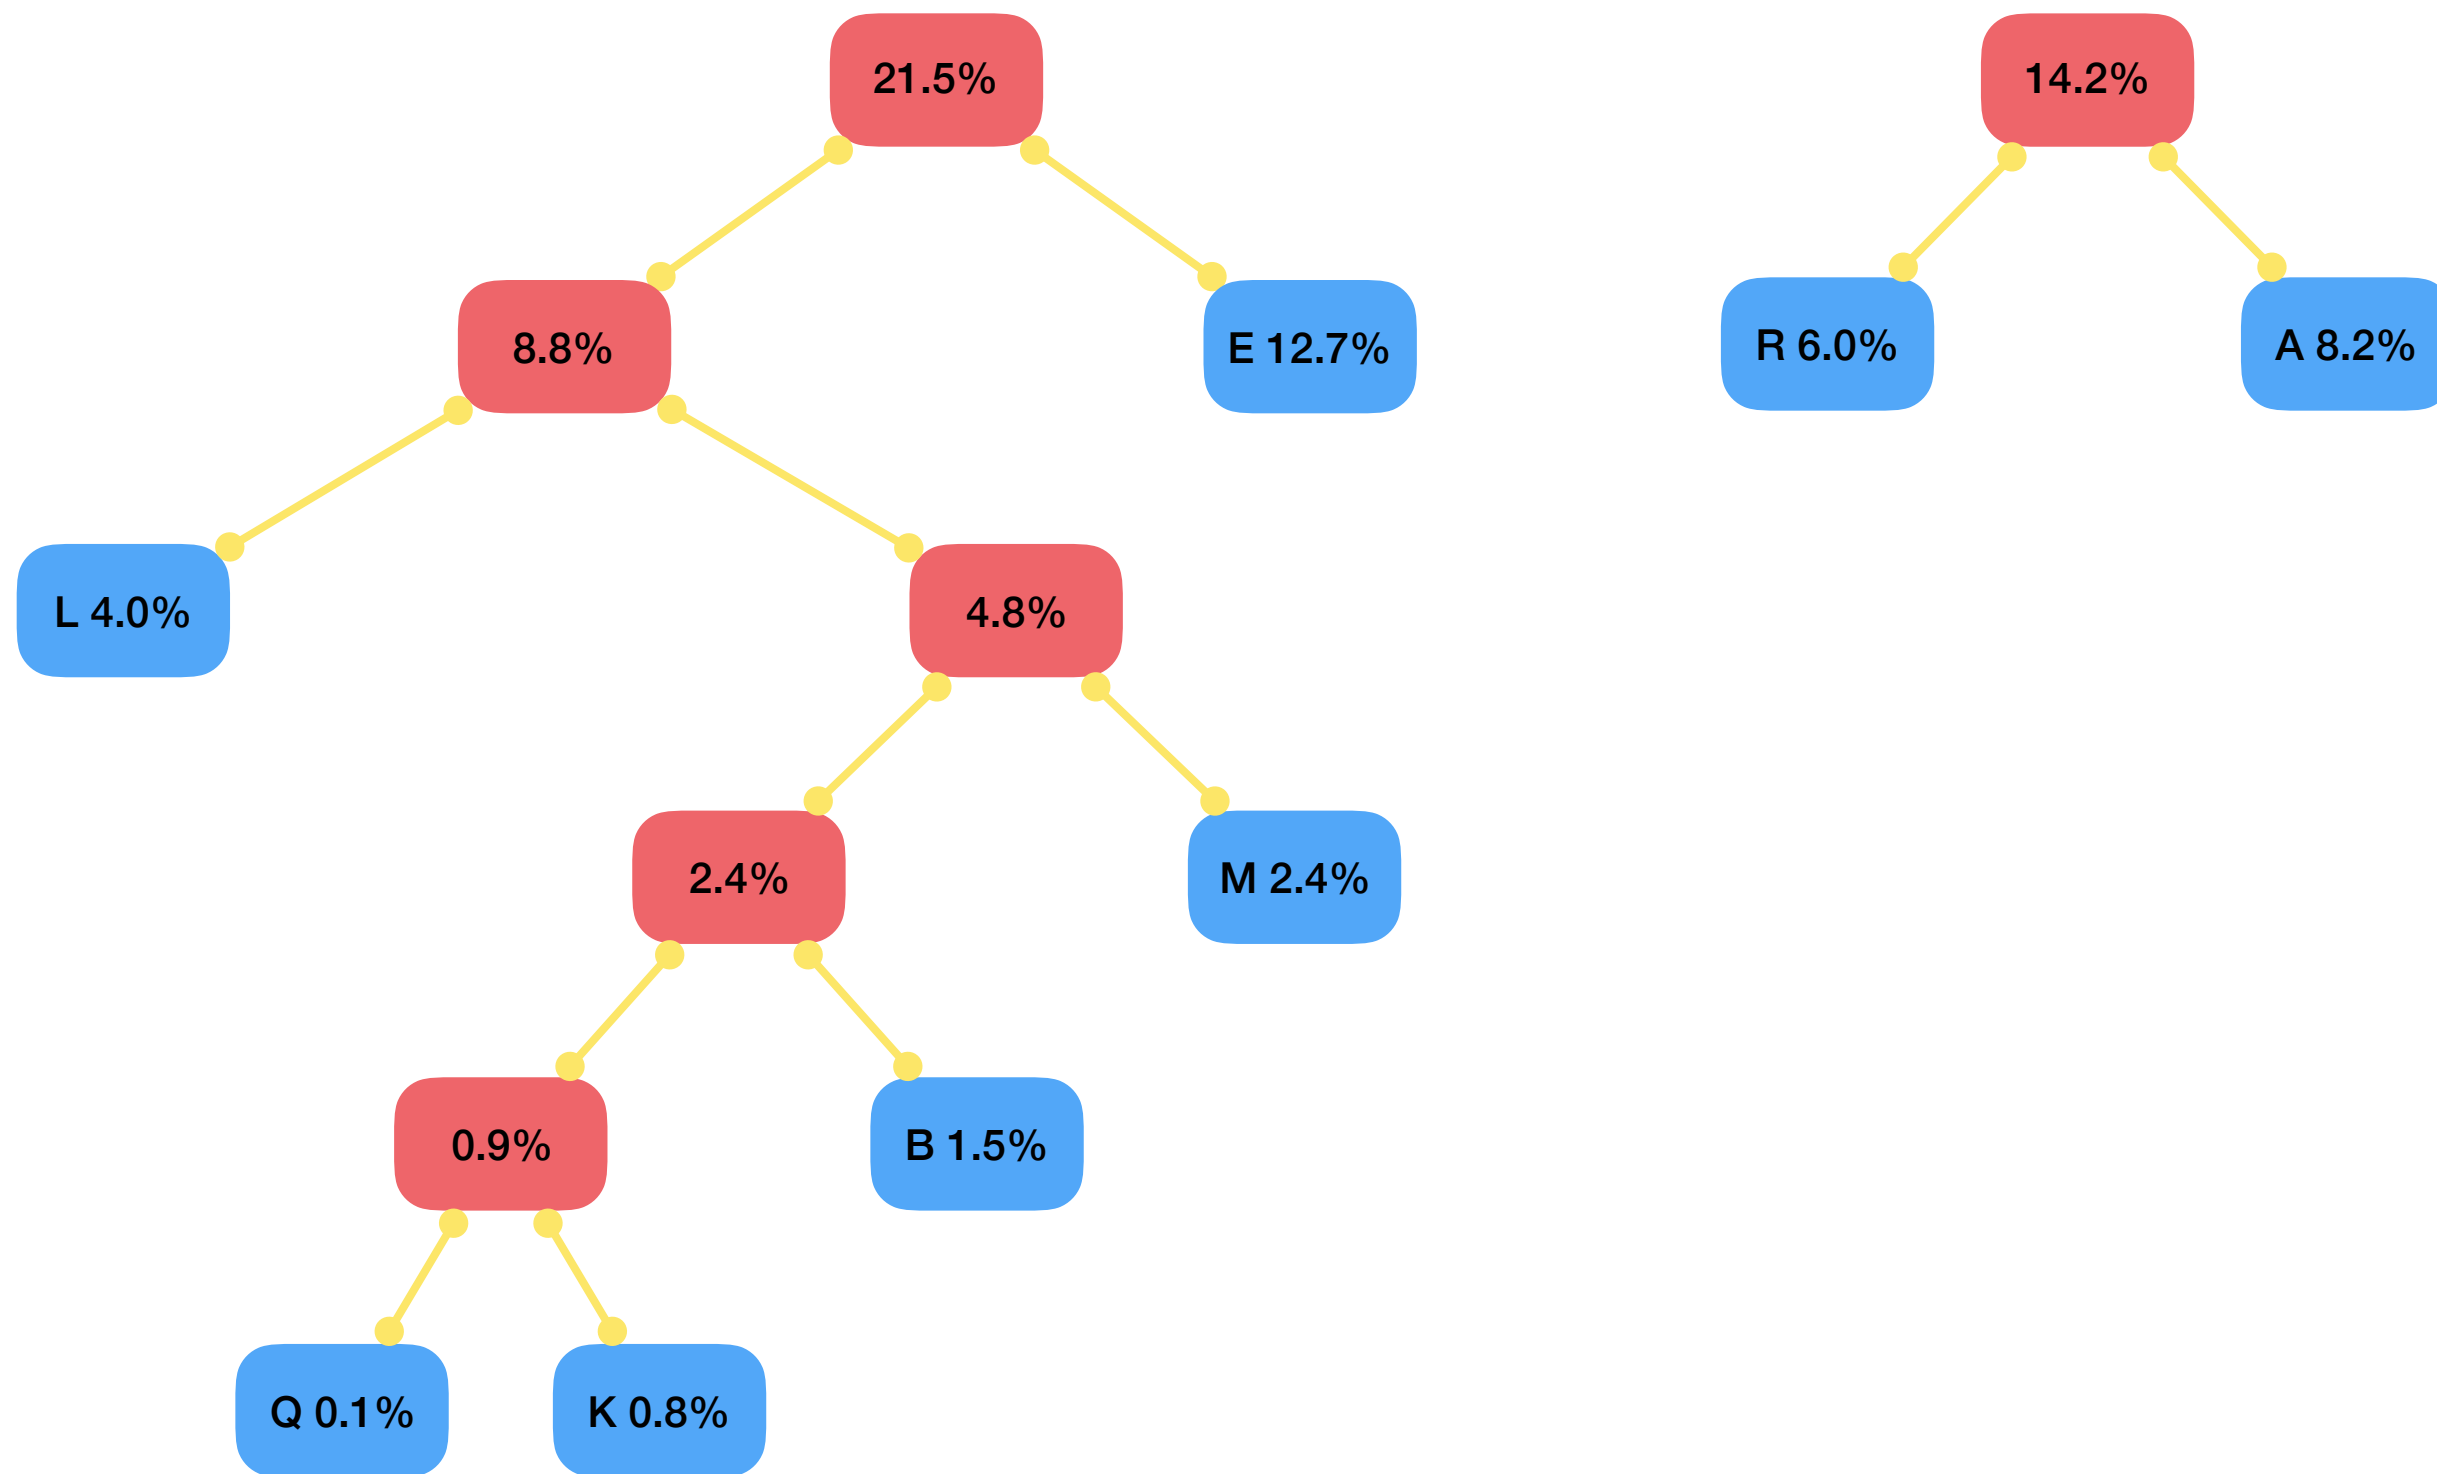 21.5%
14.2%
8.8%
E 12.7%
R 6.0%
A 8.2%
L 4.0%
4.8%
2.4%
M 2.4%
0.9%
B 1.5%
Q 0.1%
K 0.8%